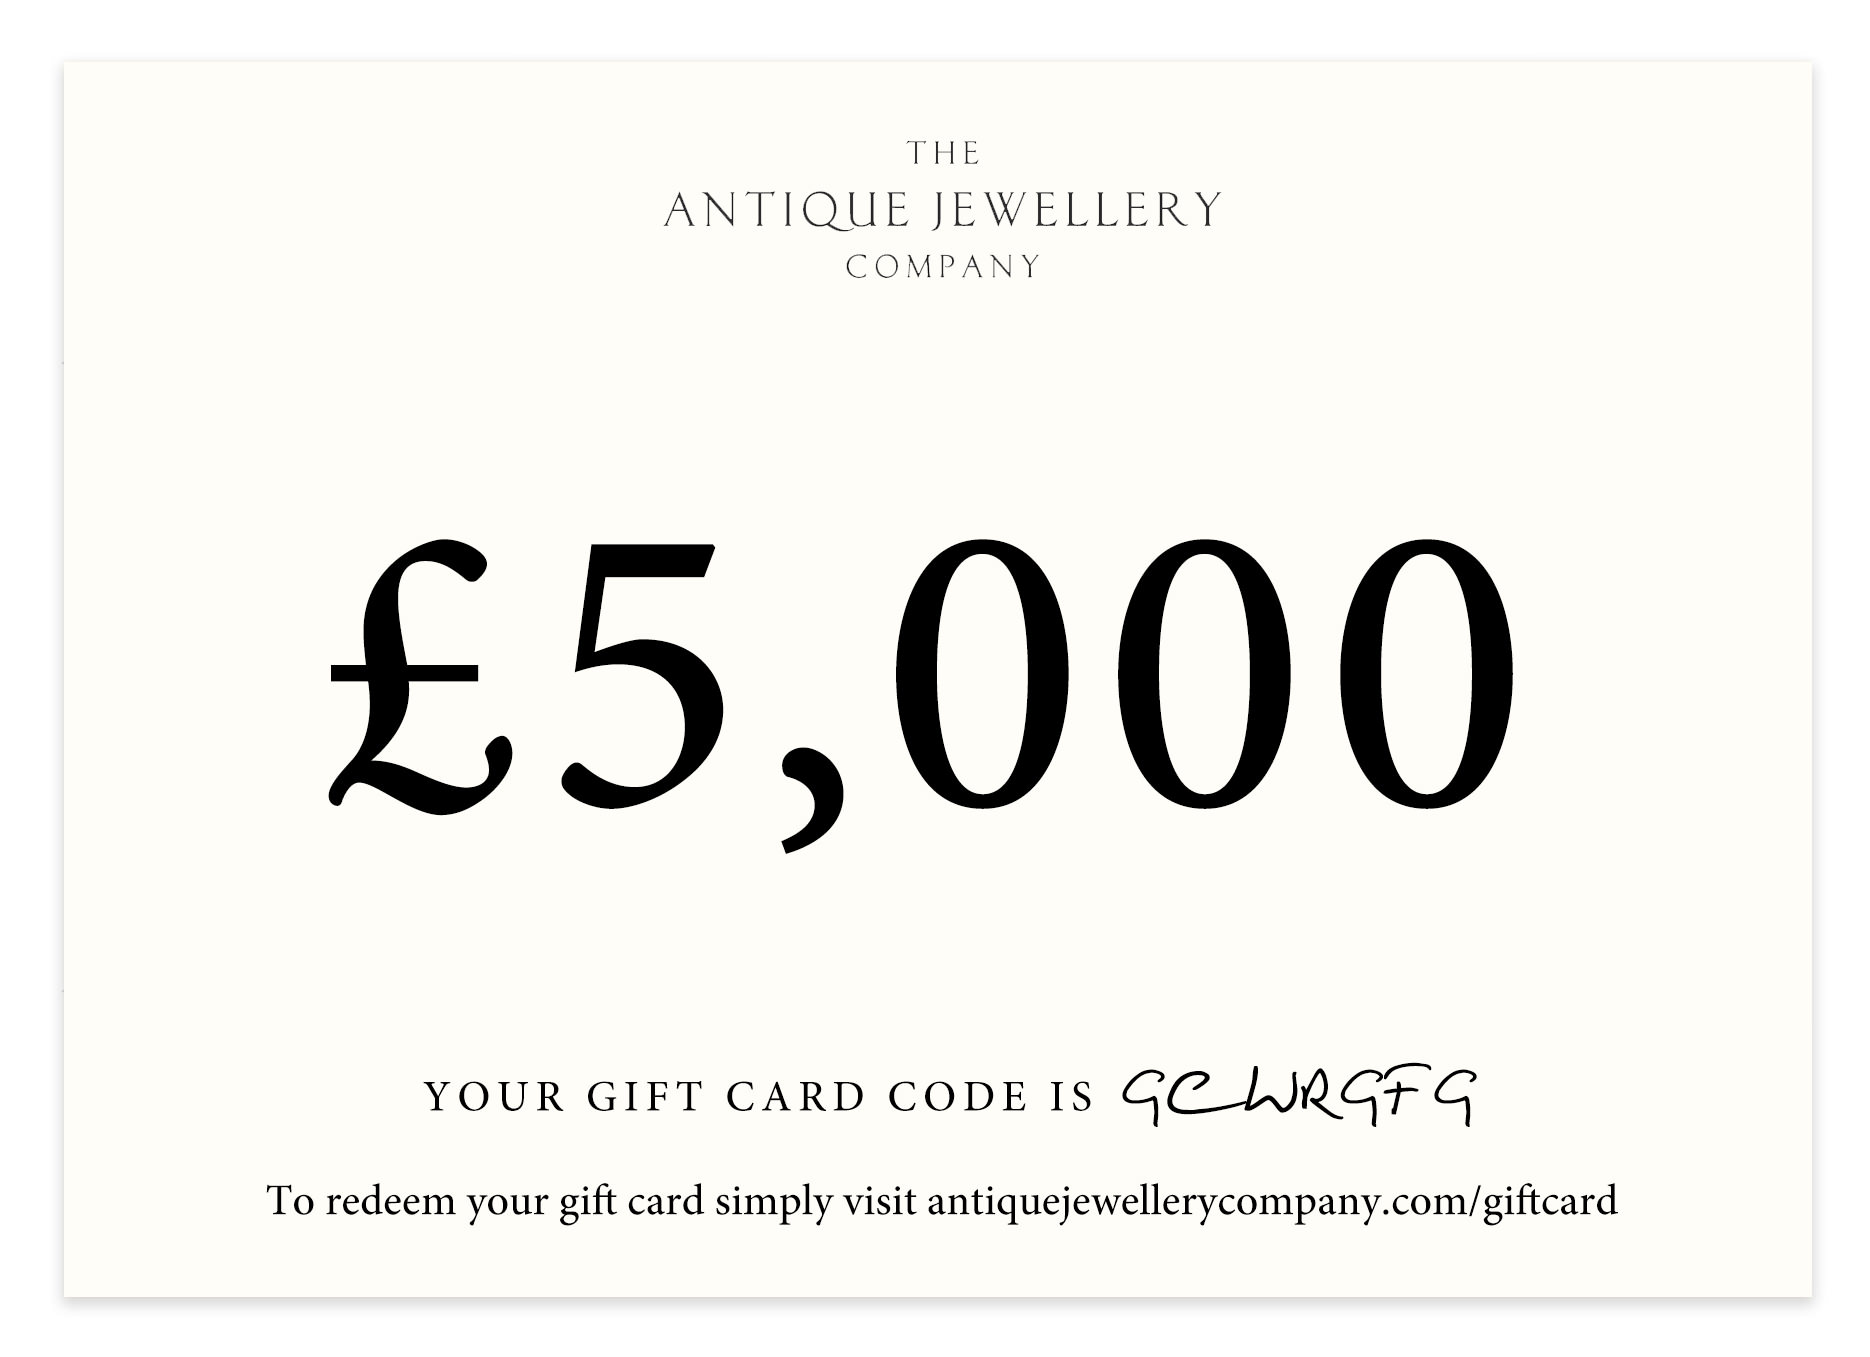 THE
ANTIQUE JEWELLERY
COMPANY
£5,000
YOUR GIFT CARD CODE IS GCWRGFG
To redeem your gift card simply visit antiquejewellerycompany.com/giftcard